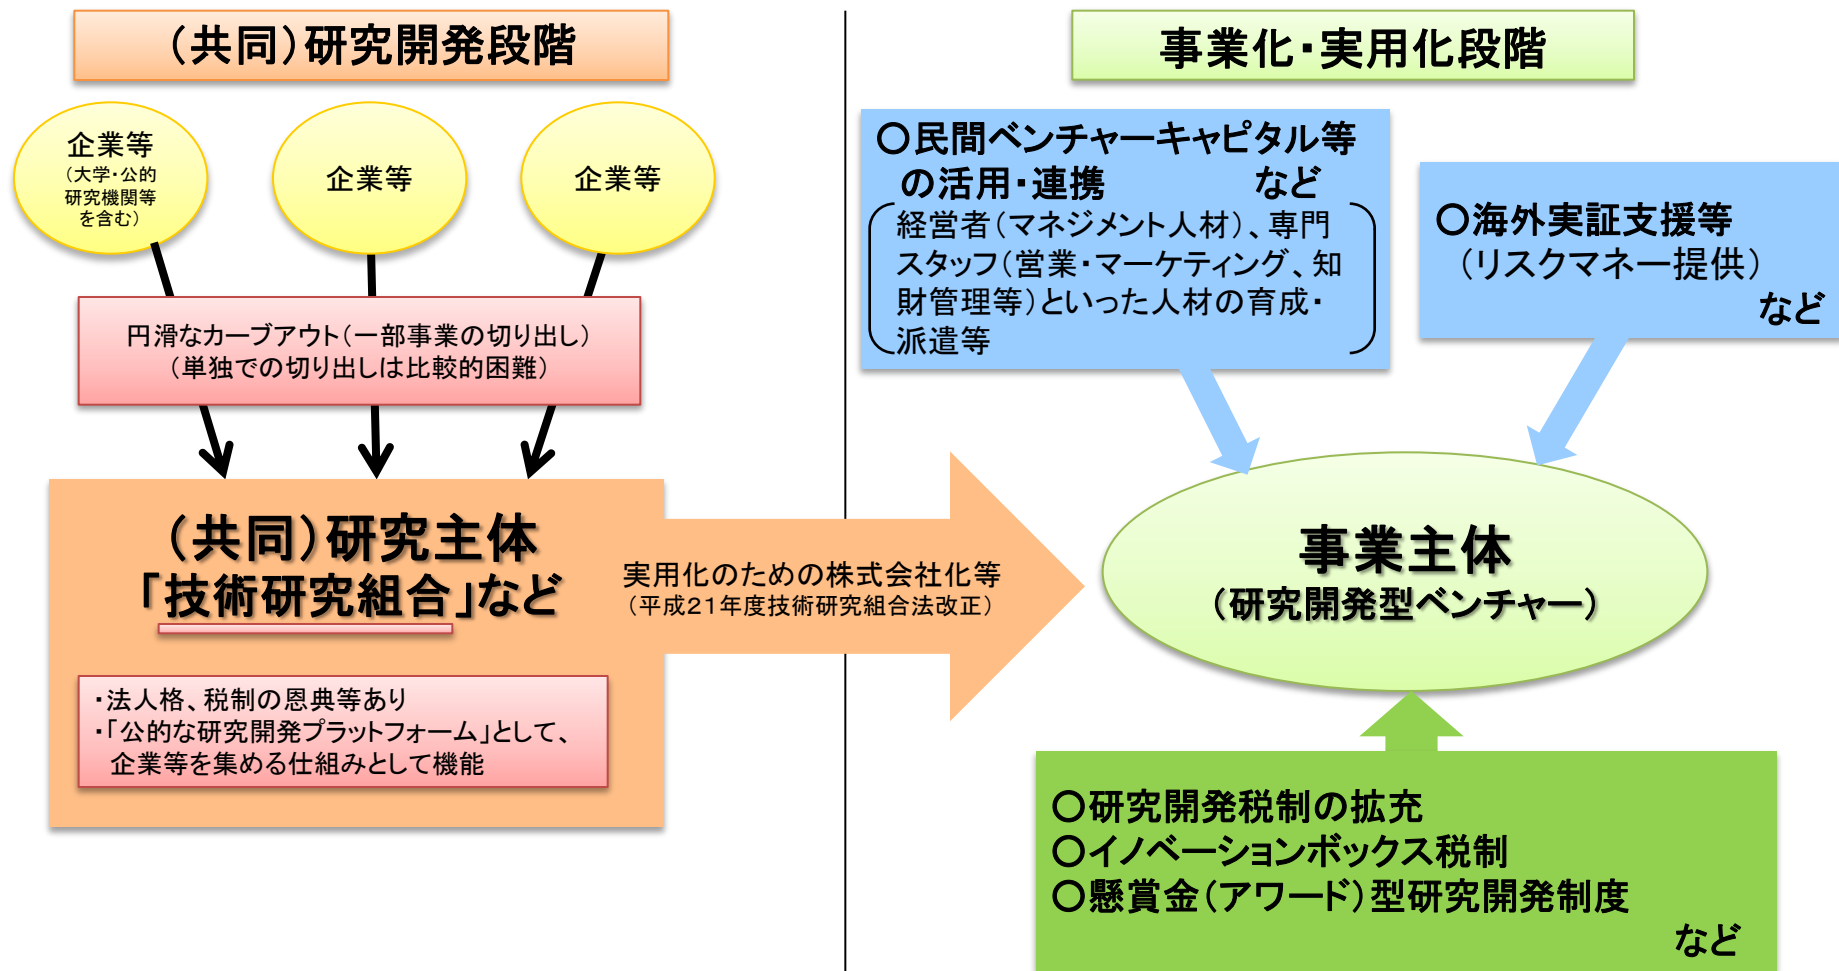 （共同）研究開発段階
企業等
（大学・公的
研究機関等
を含む）
企業等
企業等
円滑なカーブアウト（一部事業の切り出し）
（単独での切り出しは比較的困難）
（共同）研究主体
「技術研究組合」など
・法人格、税制の恩典等あり
・「公的な研究開発プラットフォーム」として、
企業等を集める仕組みとして機能
実用化のための株式会社化等
（平成２１年度技術研究組合法改正）
事業化・実用化段階
○民間ベンチャーキャピタル等
の活用・連携　　　　など
経営者（マネジメント人材）、専門
スタッフ（営業・マーケティング、知
財管理等）といった人材の育成・
派遣等
○海外実証支援等
（リスクマネー提供）
など
事業主体
（研究開発型ベンチャー）
○研究開発税制の拡充
○イノベーションボックス税制
○懸賞金（アワード）型研究開発制度
など